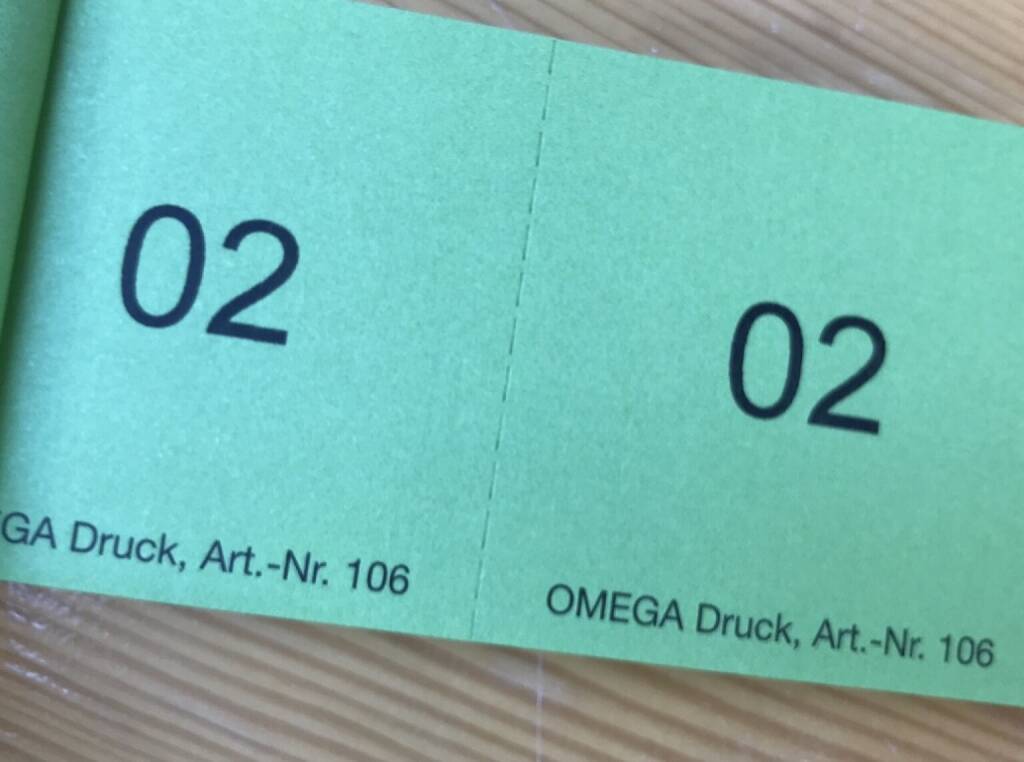 02
GA Druck, Art.-Nr. 106
02
OMEGA Druck, Art.-Nr. 106